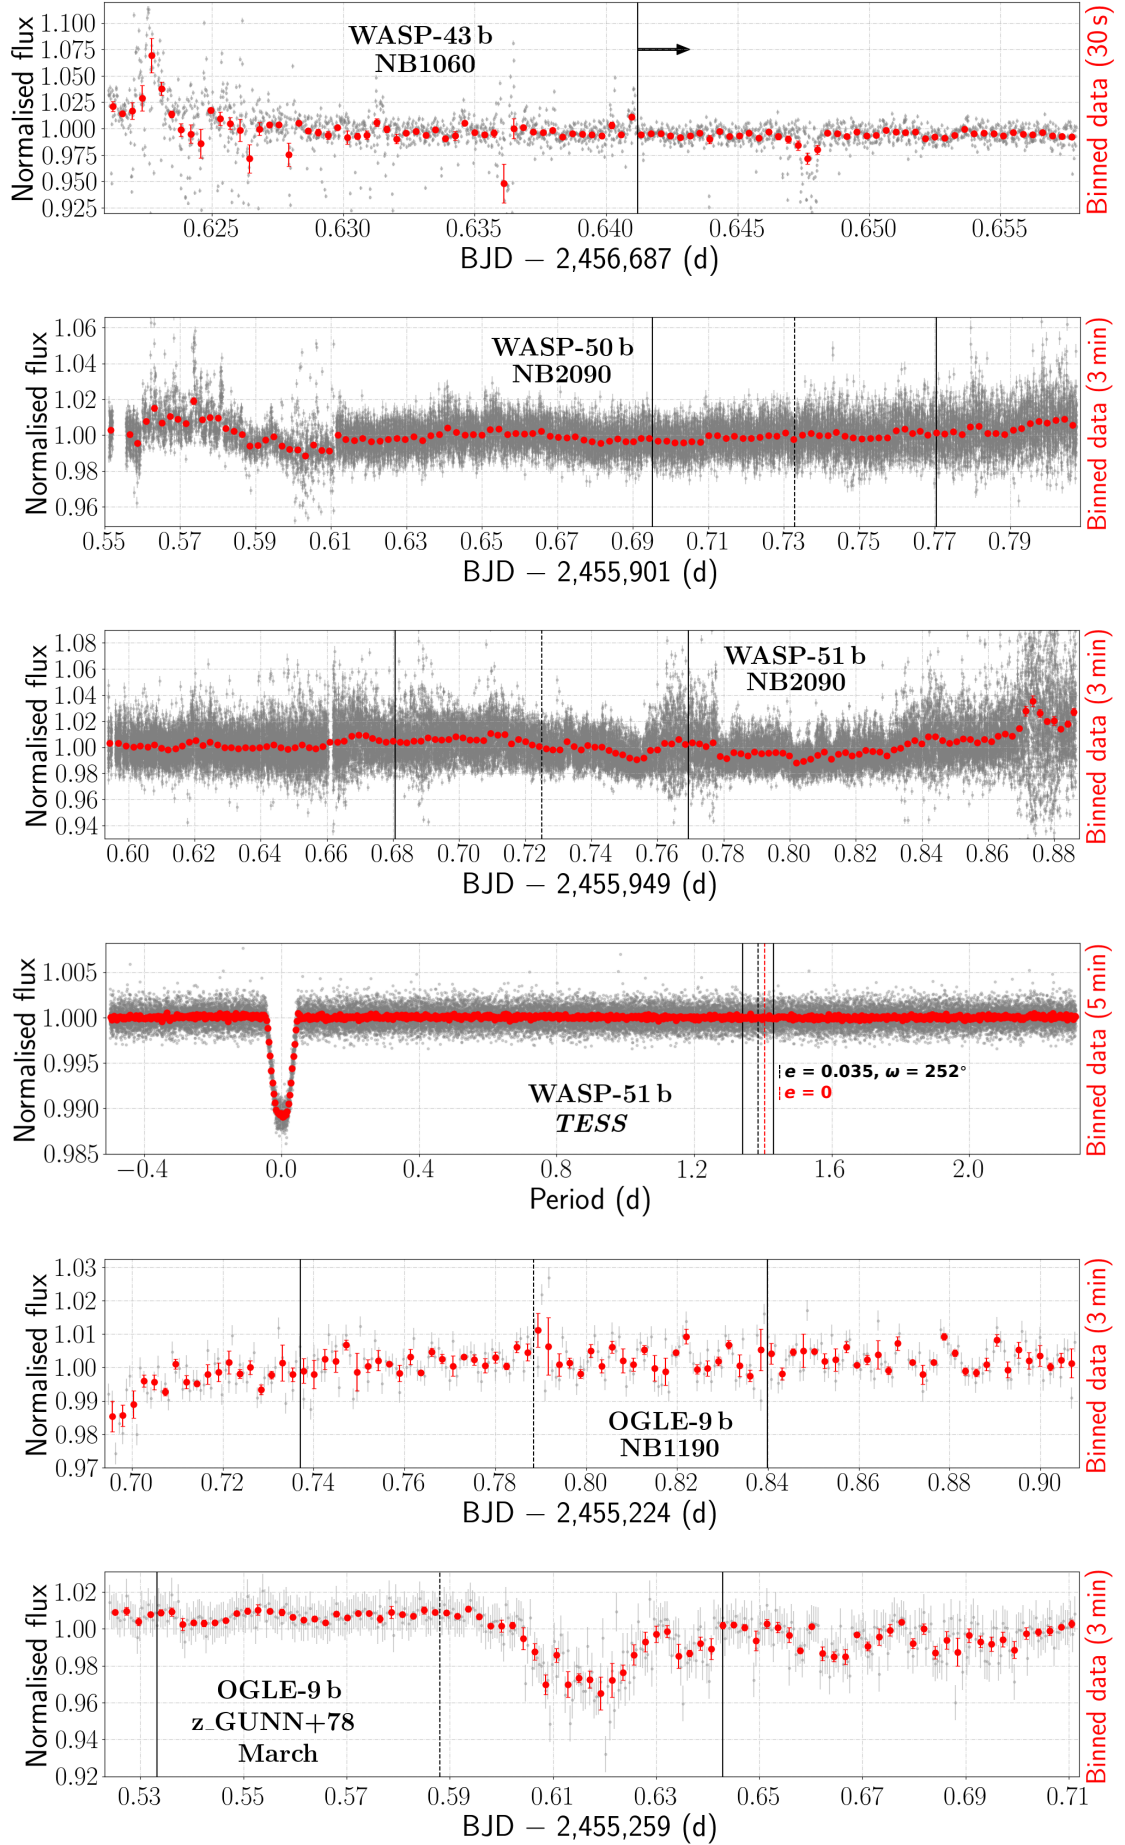 WASP-43 b
NB1060
Normalised flux
1.100
1.075
1.050
1.025
1.000
0.975
0.950
0.925
Binned data (30 s)
0.625 0.630 0.635 0.640 0.645 0.650 0.655
BJD − 2,456,687 (d)
WASP-50 b
NB2090
Normalised flux
1.06
1.04
1.02
1.00
0.98
0.96
Binned data (3 min)
0.55 0.57 0.59 0.61 0.63 0.65 0.67 0.69 0.71 0.73 0.75 0.77 0.79
BJD − 2,455,901 (d)
WASP-51 b
NB2090
Normalised flux
1.08
1.06
1.04
1.02
1.00
0.98
0.96
0.94
Binned data (3 min)
0.60 0.62 0.64 0.66 0.68 0.70 0.72 0.74 0.76 0.78 0.80 0.82 0.84 0.86 0.88
BJD − 2,455,949 (d)
Normalised flux
1.005
1.000
0.995
0.990
0.985
e = 0.035, ω = 252°
e = 0
WASP-51 b
TESS
Binned data (5 min)
−0.4 0.0 0.4 0.8 1.2 1.6 2.0
Period (d)
Normalised flux
1.03
1.02
1.01
1.00
0.99
0.98
0.97
OGLE-9 b
NB1190
Binned data (3 min)
0.70 0.72 0.74 0.76 0.78 0.80 0.82 0.84 0.86 0.88 0.90
BJD − 2,455,224 (d)
Normalised flux
1.02
1.00
0.98
0.96
0.94
0.92
OGLE-9 b
z_GUNN+78
March
Binned data (3 min)
0.53 0.55 0.57 0.59 0.61 0.63 0.65 0.67 0.69 0.71
BJD − 2,455,259 (d)